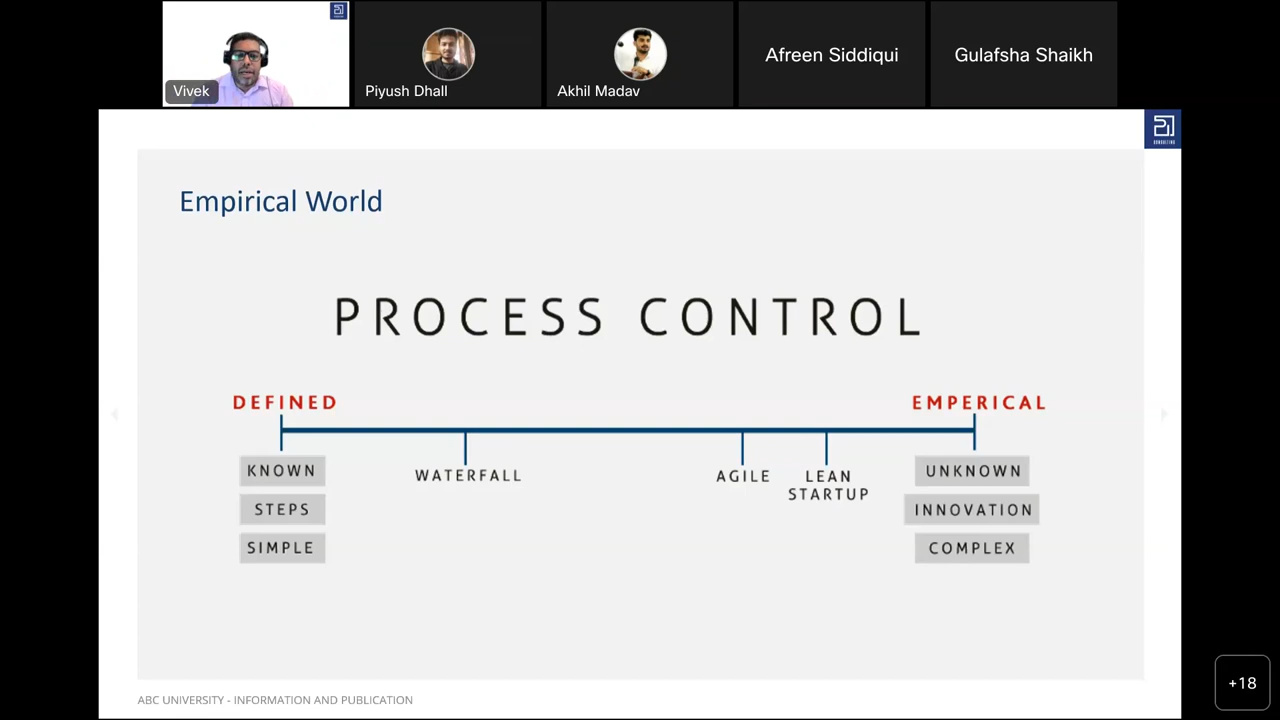 Vivek
Piyush Dhall
Akhil Madav
Afreen Siddiqui
Gulafsha Shaikh
CONSULTING
Empirical World
PROCESS CONTROL
DEFINED
EMPERICAL
KNOWN
STEPS
SIMPLE
WATERFALL
AGILE
LEAN
STARTUP
UNKNOWN
INNOVATION
COMPLEX
ABC UNIVERSITY - INFORMATION AND PUBLICATION
+18